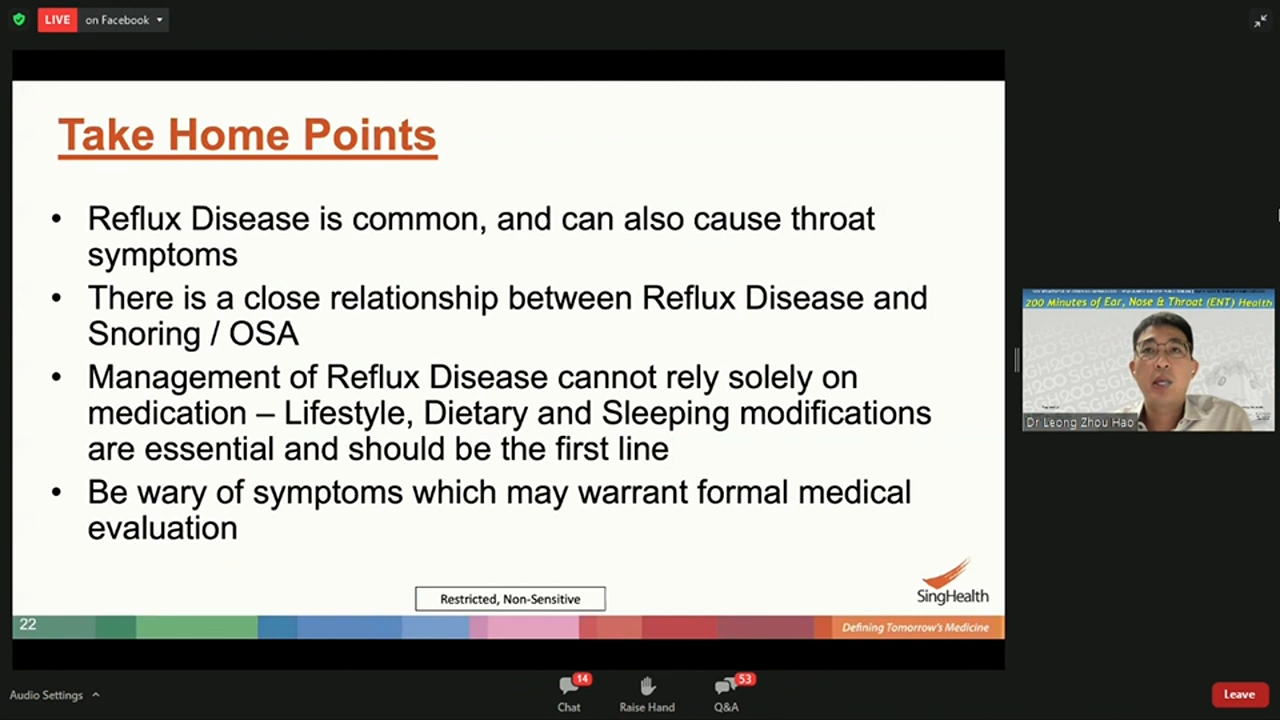 LIVE on Facebook
Take Home Points
• Reflux Disease is common, and can also cause throat
symptoms
• There is a close relationship between Reflux Disease and
Snoring / OSA
• Management of Reflux Disease cannot rely solely on
medication – Lifestyle, Dietary and Sleeping modifications
are essential and should be the first line
• Be wary of symptoms which may warrant formal medical
evaluation
Restricted, Non-Sensitive
SingHealth
22
Defining Tomorrow's Medicine
200 Minutes of Ear, Nose & Throat (ENT) Health
SGH200
Dr Leong Zhou Hao
Audio Settings
14
Chat
Raise Hand
53
Q&A
Leave